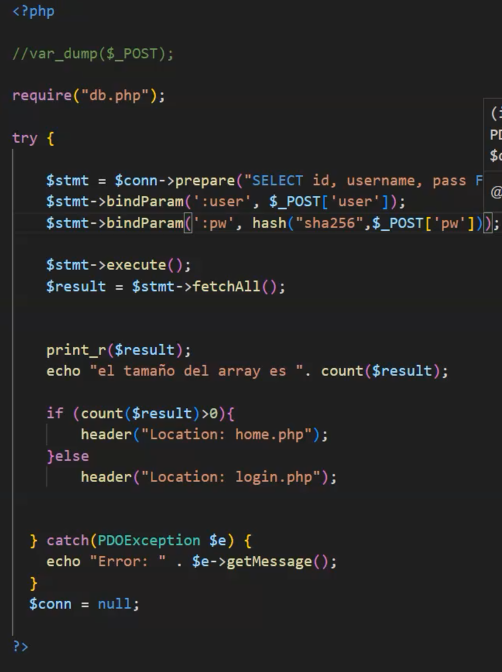 <?php
//var_dump($_POST);
require("db.php");
try {
$stmt = $conn->prepare("SELECT id, username, pass F
$stmt->bindParam(':user', $_POST['user']);
$stmt->bindParam(':pw', hash("sha256",$_POST['pw']));
$stmt->execute();
$result = $stmt->fetchAll();
print_r($result);
echo "el tamaño del array es ". count($result);
if (count($result)>0){
header("Location: home.php");
}else
header("Location: login.php");
} catch(PDOException $e) {
echo "Error: " . $e->getMessage();
}
$conn = null;
?>